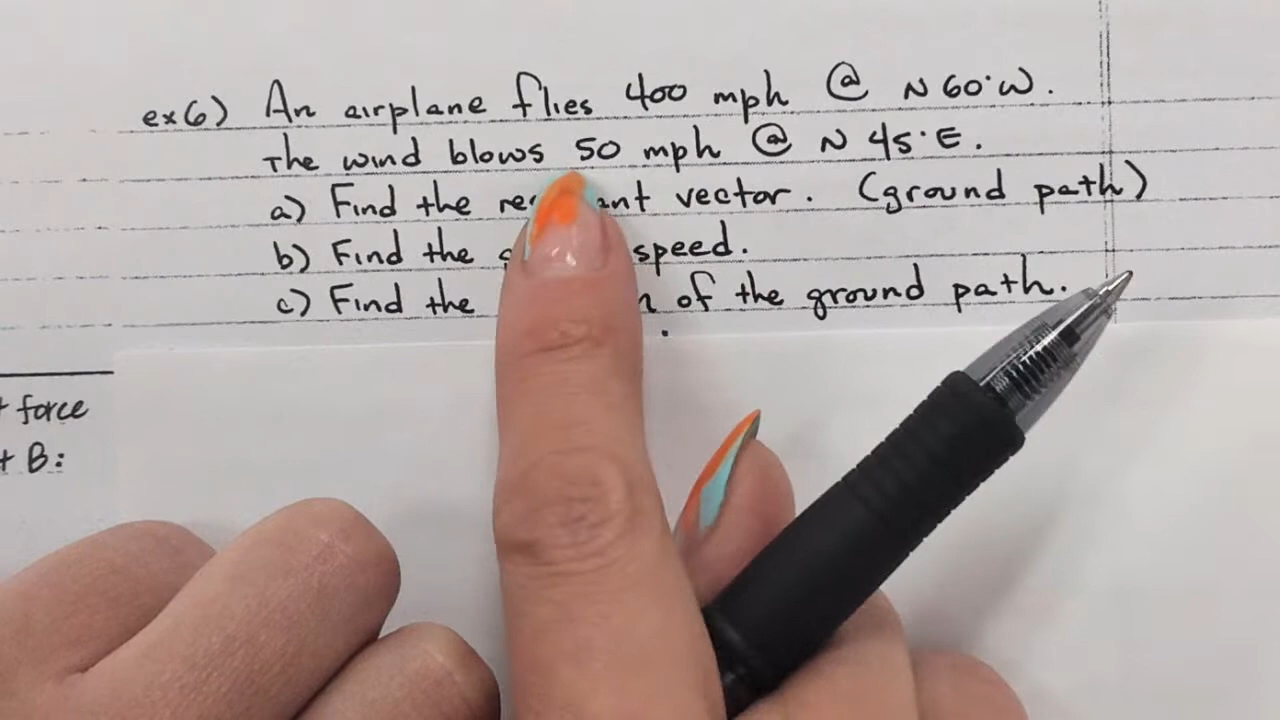 ex6) An airplane flies 400 mph @ N 60°W.
The wind blows 50 mph @ N 45°E.
a) Find the vector. (ground path)
b) Find the speed.
c) Find the of the ground path.
force
B: